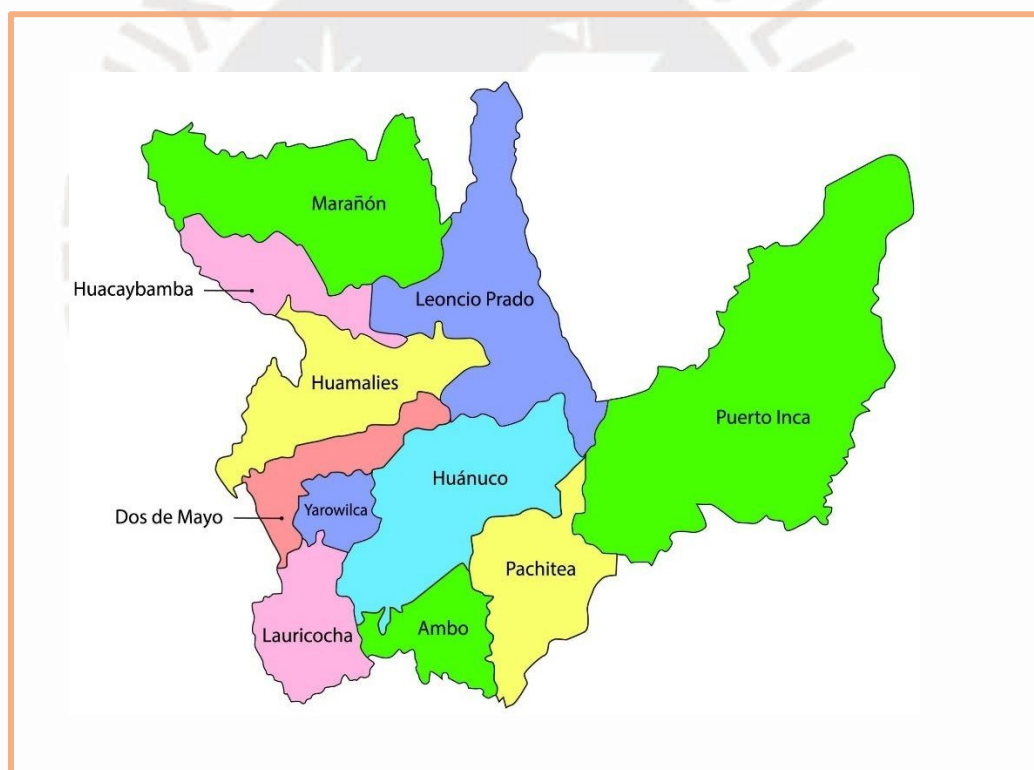 Marañón
Huacaybamba
Leoncio Prado
Huamalies
Puerto Inca
Huánuco
Yarowilca
Dos de Mayo
Pachitea
Ambo
Lauricocha